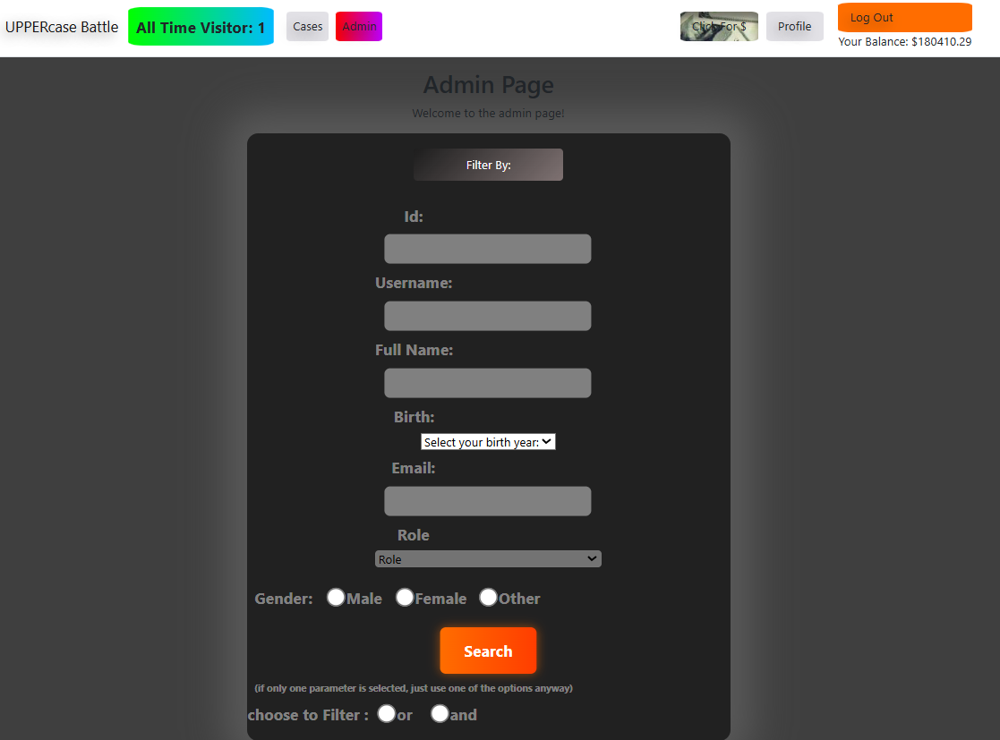 UPPERcase Battle All Time Visitor: 1 Cases Admin Click For $ Profile Log Out
Your Balance: $180410.29
Admin Page
Welcome to the admin page!
Filter By:
Id:
Username:
Full Name:
Birth:
Select your birth year:
Email:
Role
Role
Gender: Male Female Other
Search
(if only one parameter is selected, just use one of the options anyway)
choose to Filter : or and